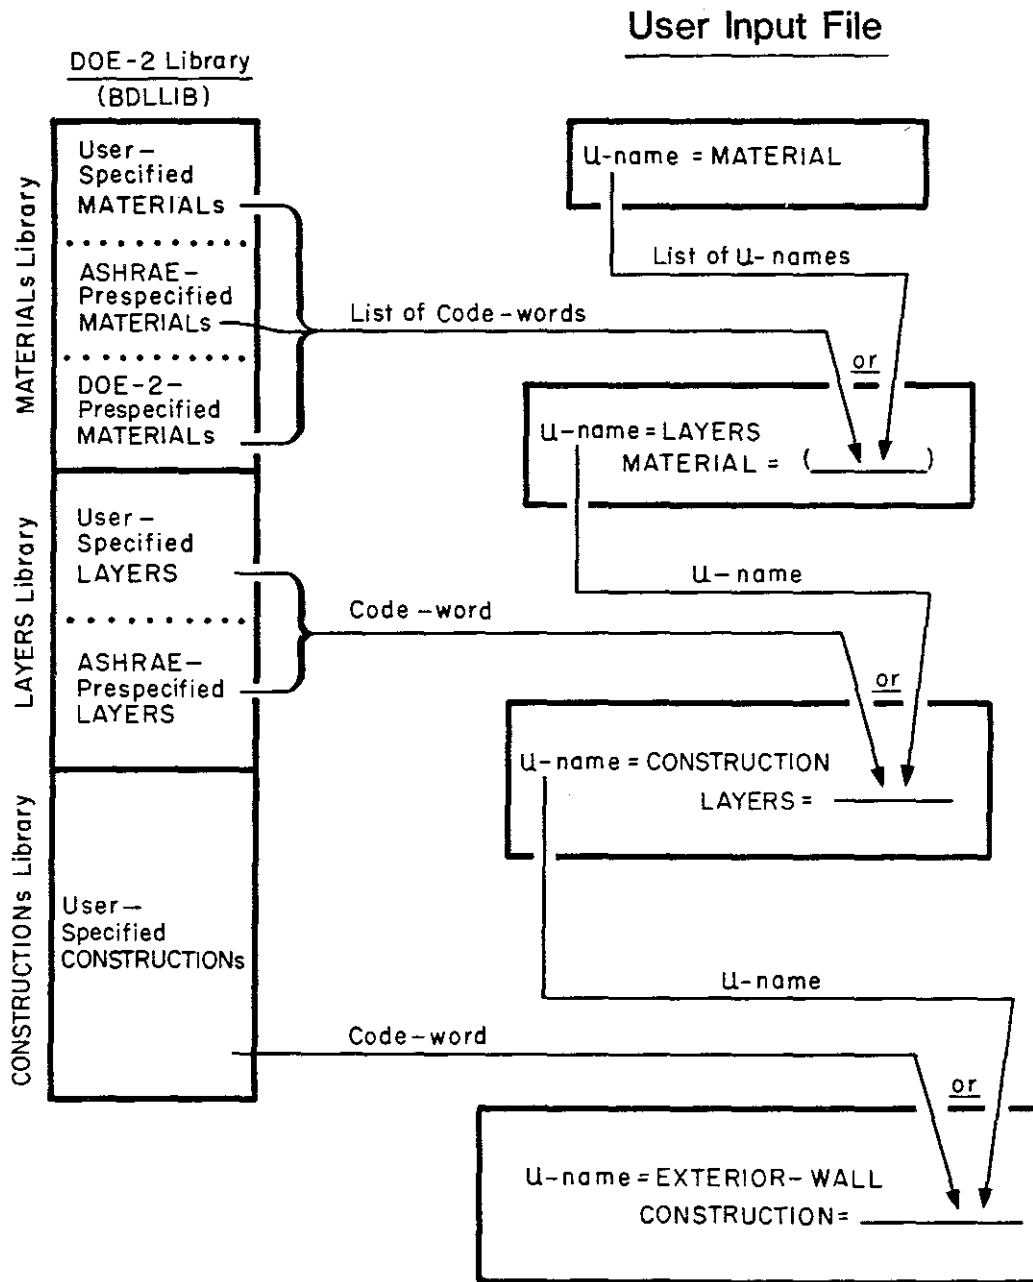 User Input File
DOE-2 Library
(BDLLIB)
MATERIALs Library
User-
Specified
MATERIALs
ASHRAE-
Prespecified
MATERIALs
DOE-2-
Prespecified
MATERIALs
LAYERS Library
User-
Specified
LAYERS
ASHRAE-
Prespecified
LAYERS
CONSTRUCTIONs Library
User-
Specified
CONSTRUCTIONs
U-name = MATERIAL
List of U-names
List of Code-words
or
U-name = LAYERS
MATERIAL = (________)
U-name
Code-word
or
U-name = CONSTRUCTION
LAYERS = ________
U-name
Code-word
or
U-name = EXTERIOR-WALL
CONSTRUCTION = ________